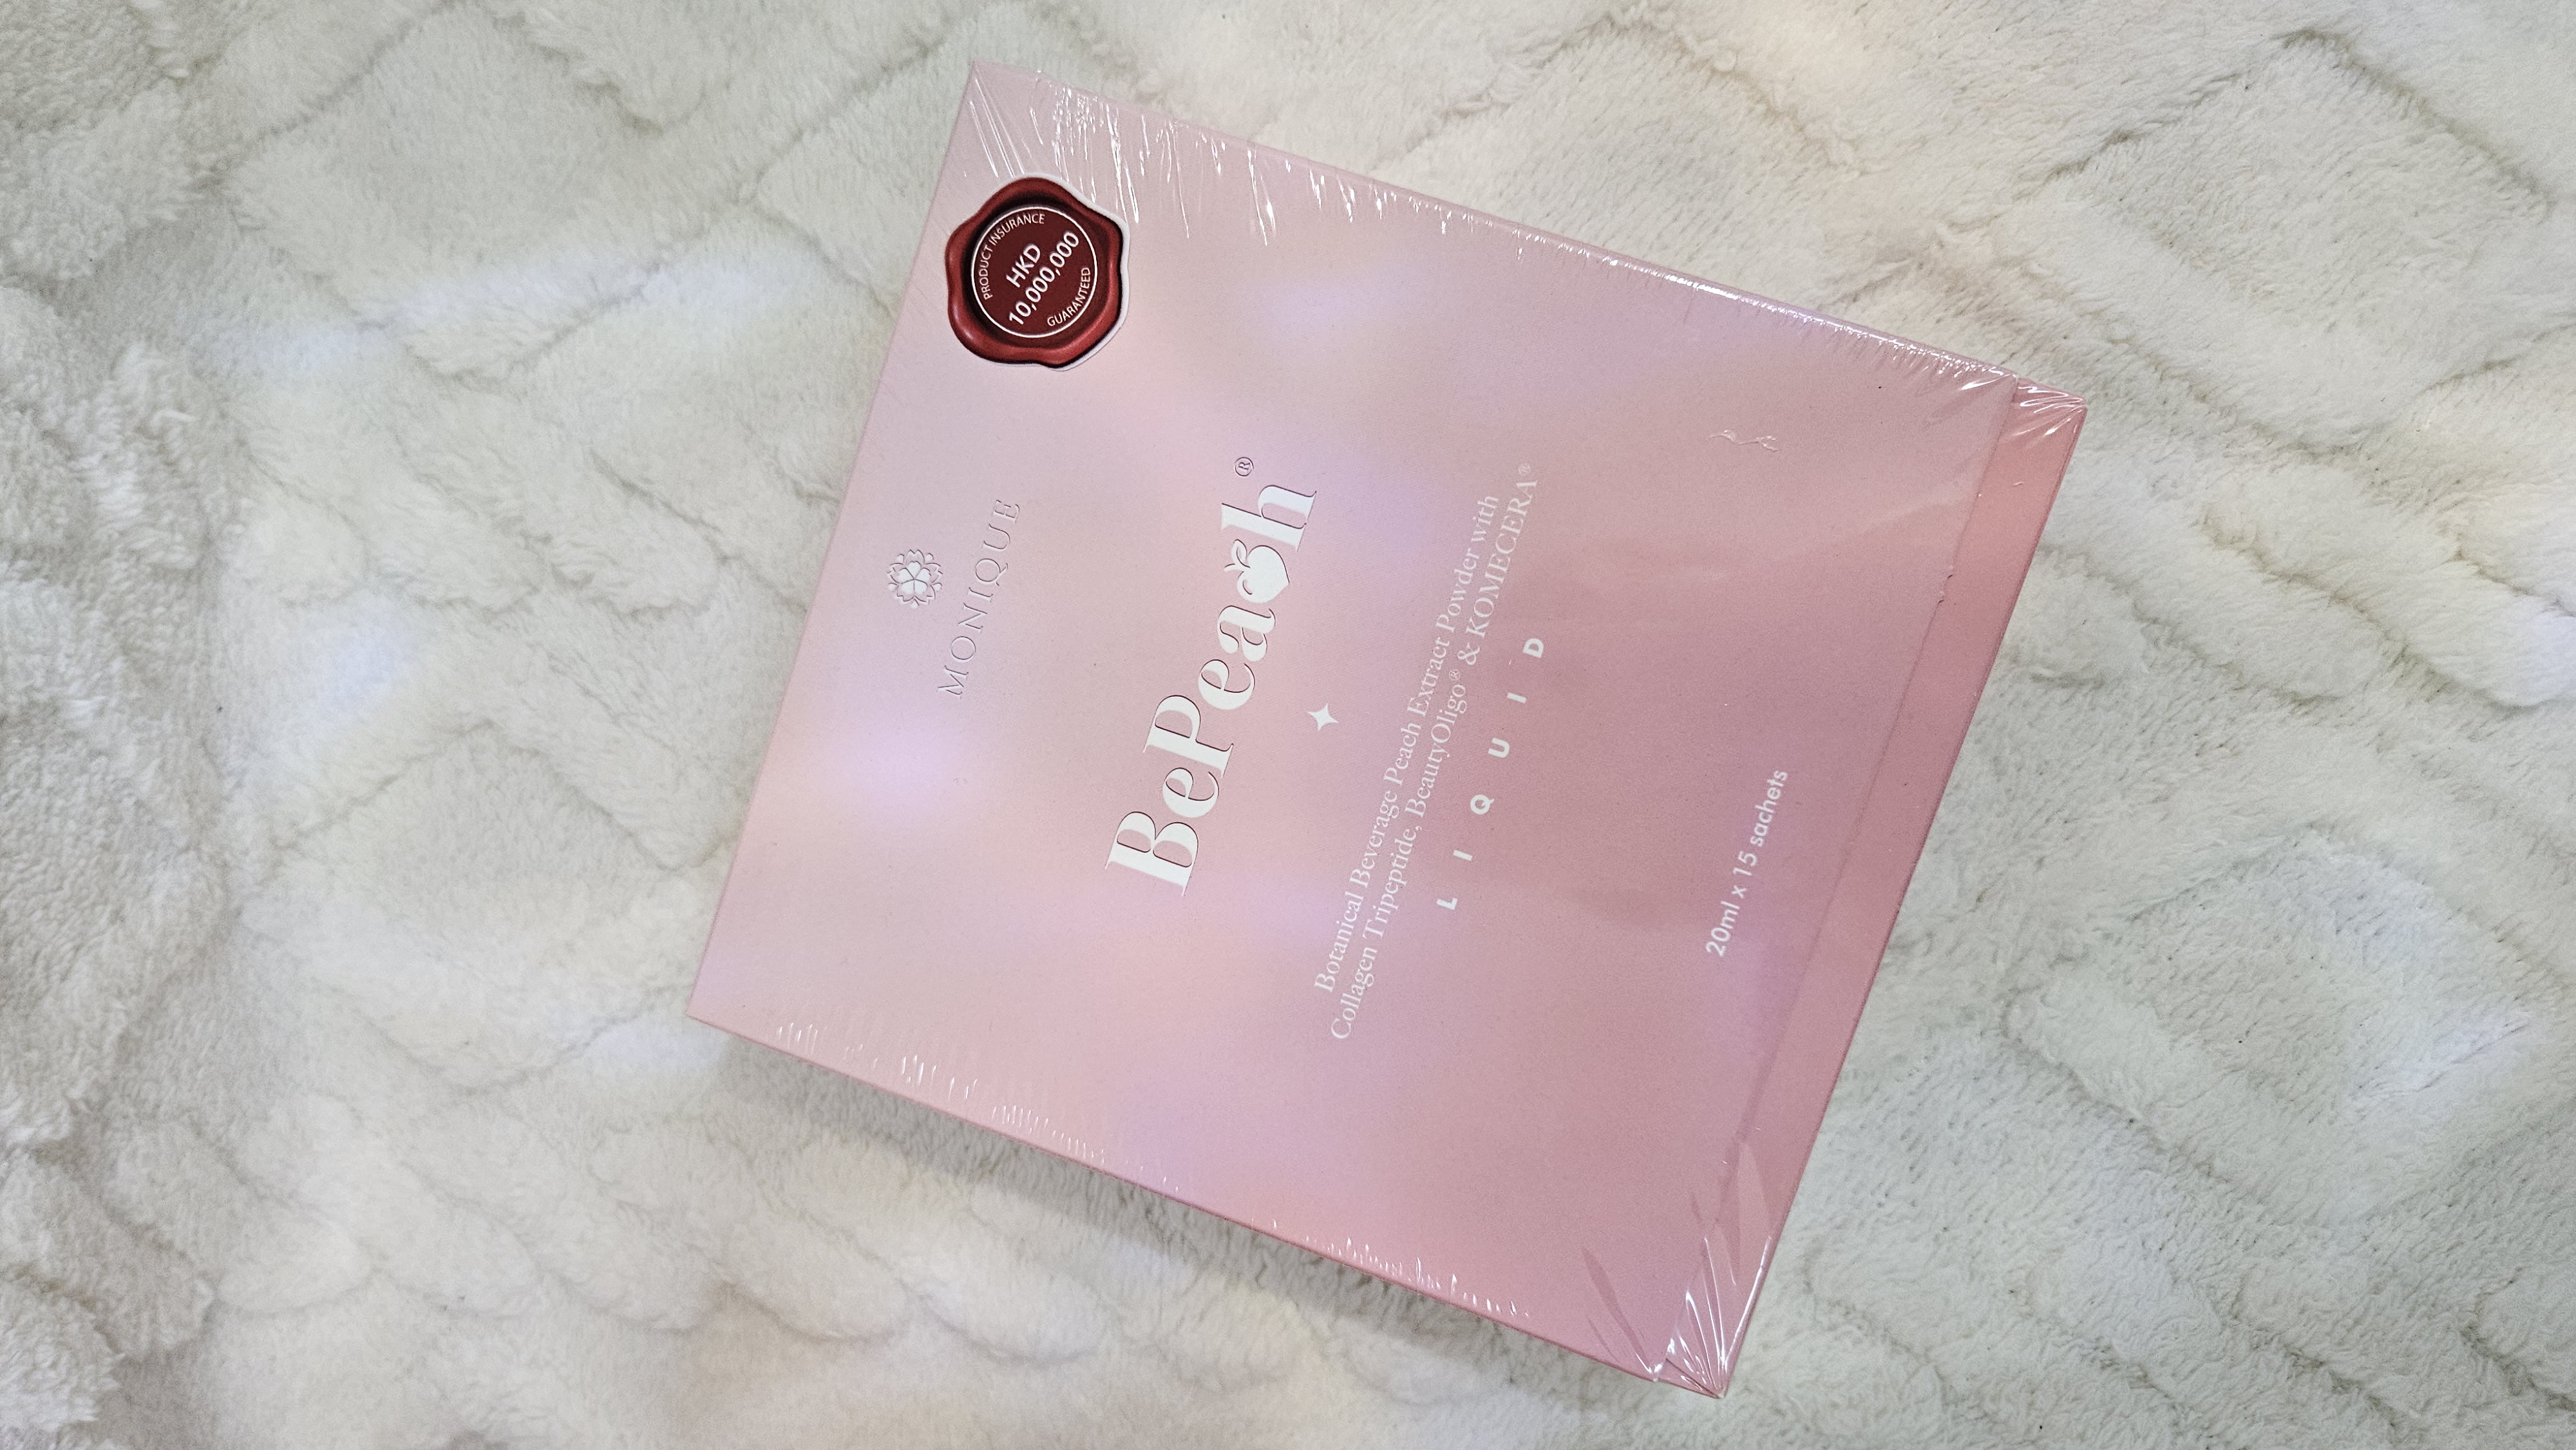 MONIQUE
PRODUCT INSURANCE
HKD
10,000,000
GUARANTEED
BePeach®
Botanical Beverage Peach Extract Powder with
Collagen Tripeptide, BeautyOligo® & KOMECERA®
LIQUID
20ml x 15 sachets